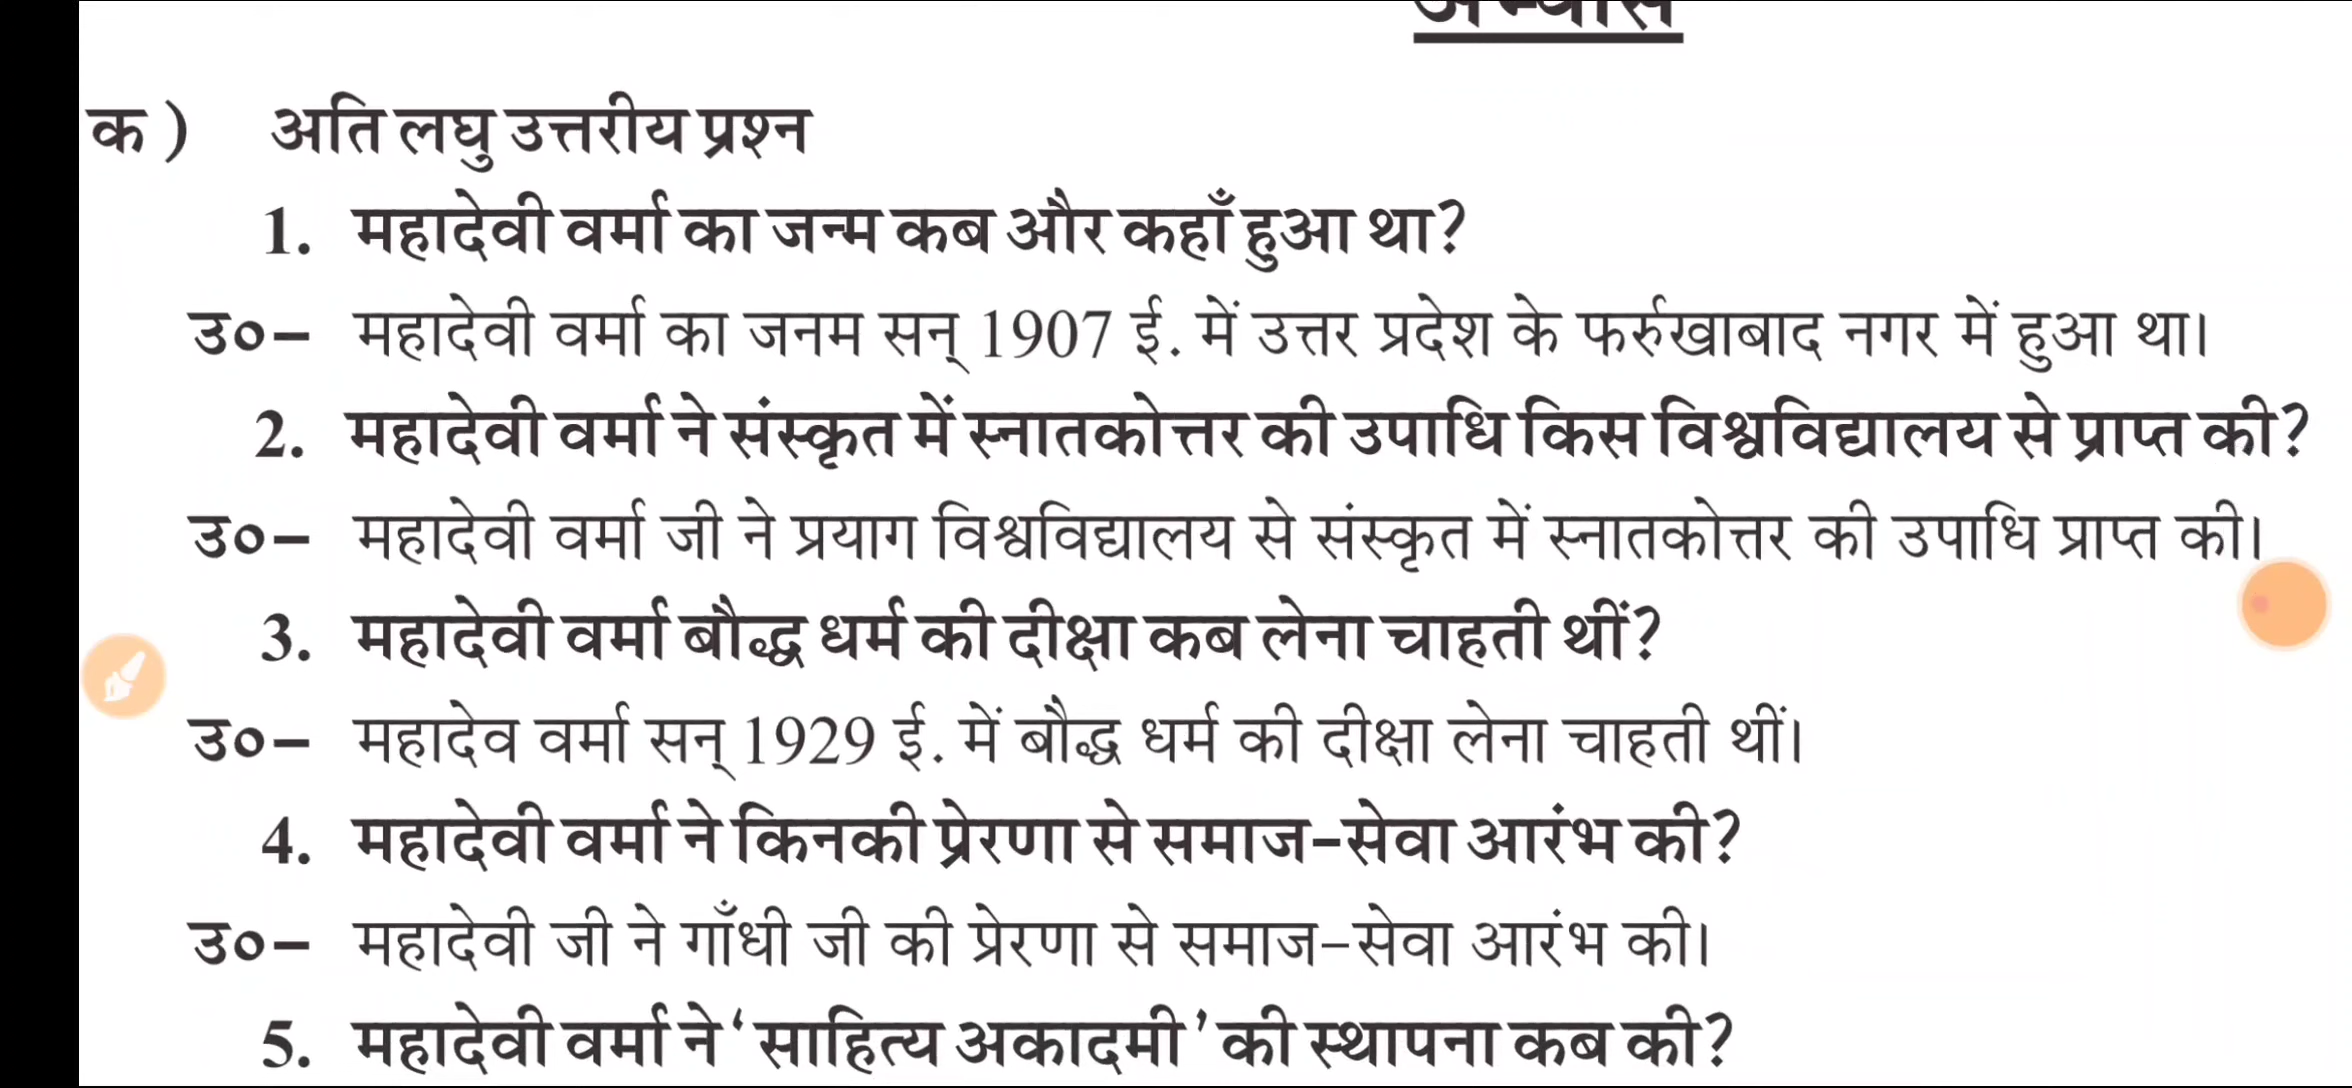 अभ्यास
क) अति लघु उत्तरीय प्रश्न
1. महादेवी वर्मा का जन्म कब और कहाँ हुआ था?
उ०– महादेवी वर्मा का जनम सन् 1907 ई. में उत्तर प्रदेश के फर्रुखाबाद नगर में हुआ था।
2. महादेवी वर्मा ने संस्कृत में स्नातकोत्तर की उपाधि किस विश्वविद्यालय से प्राप्त की?
उ०– महादेवी वर्मा जी ने प्रयाग विश्वविद्यालय से संस्कृत में स्नातकोत्तर की उपाधि प्राप्त की।
3. महादेवी वर्मा बौद्ध धर्म की दीक्षा कब लेना चाहती थीं?
उ०– महादेव वर्मा सन् 1929 ई. में बौद्ध धर्म की दीक्षा लेना चाहती थीं।
4. महादेवी वर्मा ने किनकी प्रेरणा से समाज-सेवा आरंभ की?
उ०– महादेवी जी ने गाँधी जी की प्रेरणा से समाज-सेवा आरंभ की।
5. महादेवी वर्मा ने ‘साहित्य अकादमी’ की स्थापना कब की?